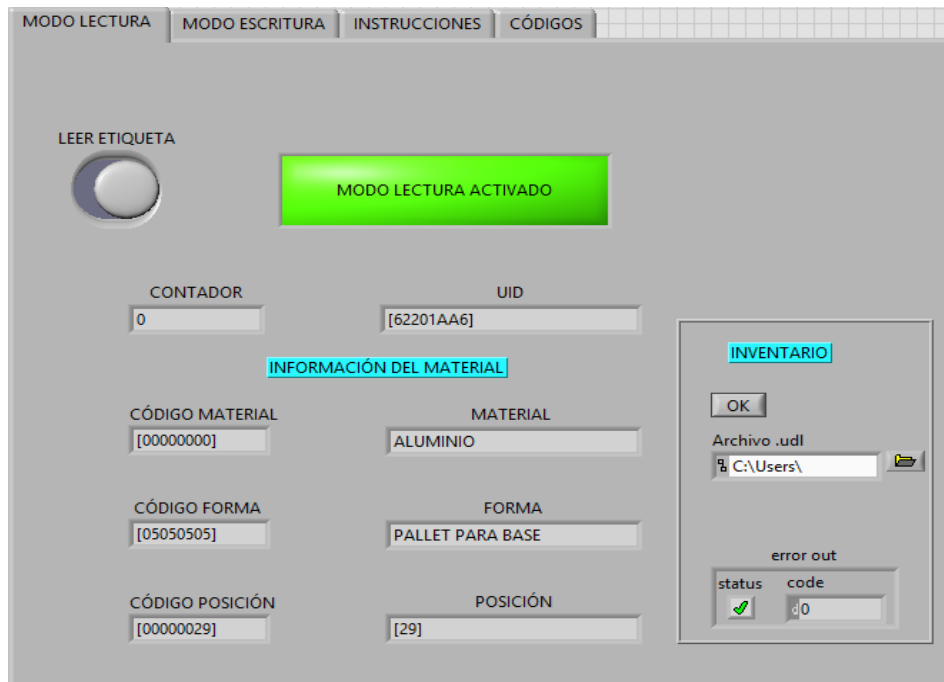 MODO LECTURA MODO ESCRITURA INSTRUCCIONES CÓDIGOS
LEER ETIQUETA
MODO LECTURA ACTIVADO
CONTADOR UID
0 [62201AA6]
INFORMACIÓN DEL MATERIAL
CÓDIGO MATERIAL MATERIAL
[00000000] ALUMINIO
CÓDIGO FORMA FORMA
[05050505] PALLET PARA BASE
CÓDIGO POSICIÓN POSICIÓN
[00000029] [29]
INVENTARIO
OK
Archivo .udl
C:\Users\
error out
status code
d0